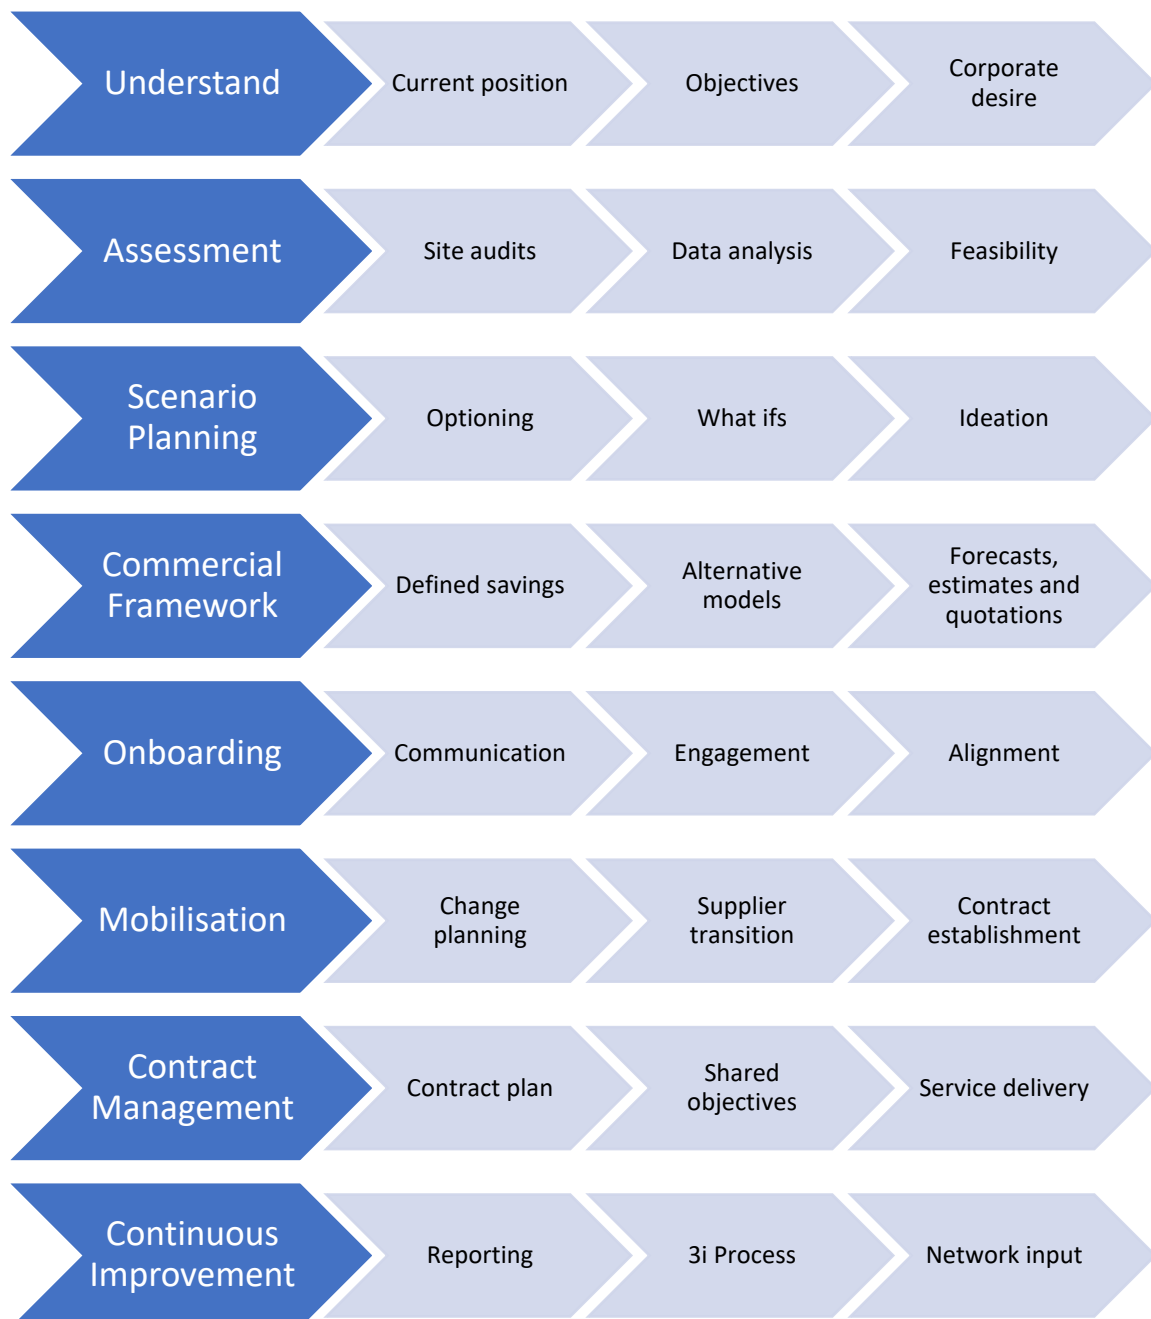 Understand
Current position
Objectives
Corporate
desire
Assessment
Site audits
Data analysis
Feasibility
Scenario
Planning
Optioning
What ifs
Ideation
Commercial
Framework
Defined savings
Alternative
models
Forecasts,
estimates and
quotations
Onboarding
Communication
Engagement
Alignment
Mobilisation
Change
planning
Supplier
transition
Contract
establishment
Contract
Management
Contract plan
Shared
objectives
Service delivery
Continuous
Improvement
Reporting
3i Process
Network input